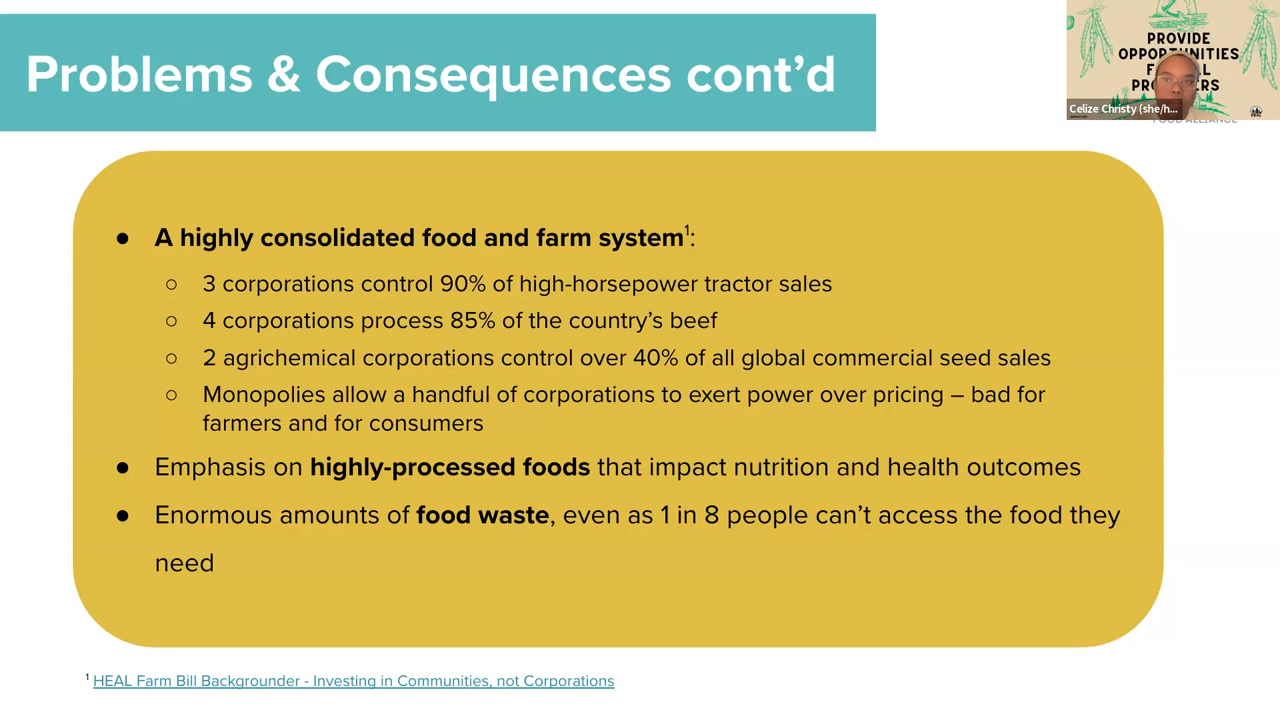 Problems & Consequences cont’d
PROVIDE
OPPORTUNITIES
Celize Christy (she/h...
FOOD ALLIANCE
● A highly consolidated food and farm system¹:
○ 3 corporations control 90% of high-horsepower tractor sales
○ 4 corporations process 85% of the country’s beef
○ 2 agrichemical corporations control over 40% of all global commercial seed sales
○ Monopolies allow a handful of corporations to exert power over pricing – bad for
farmers and for consumers
● Emphasis on highly-processed foods that impact nutrition and health outcomes
● Enormous amounts of food waste, even as 1 in 8 people can’t access the food they
need
¹ HEAL Farm Bill Backgrounder - Investing in Communities, not Corporations